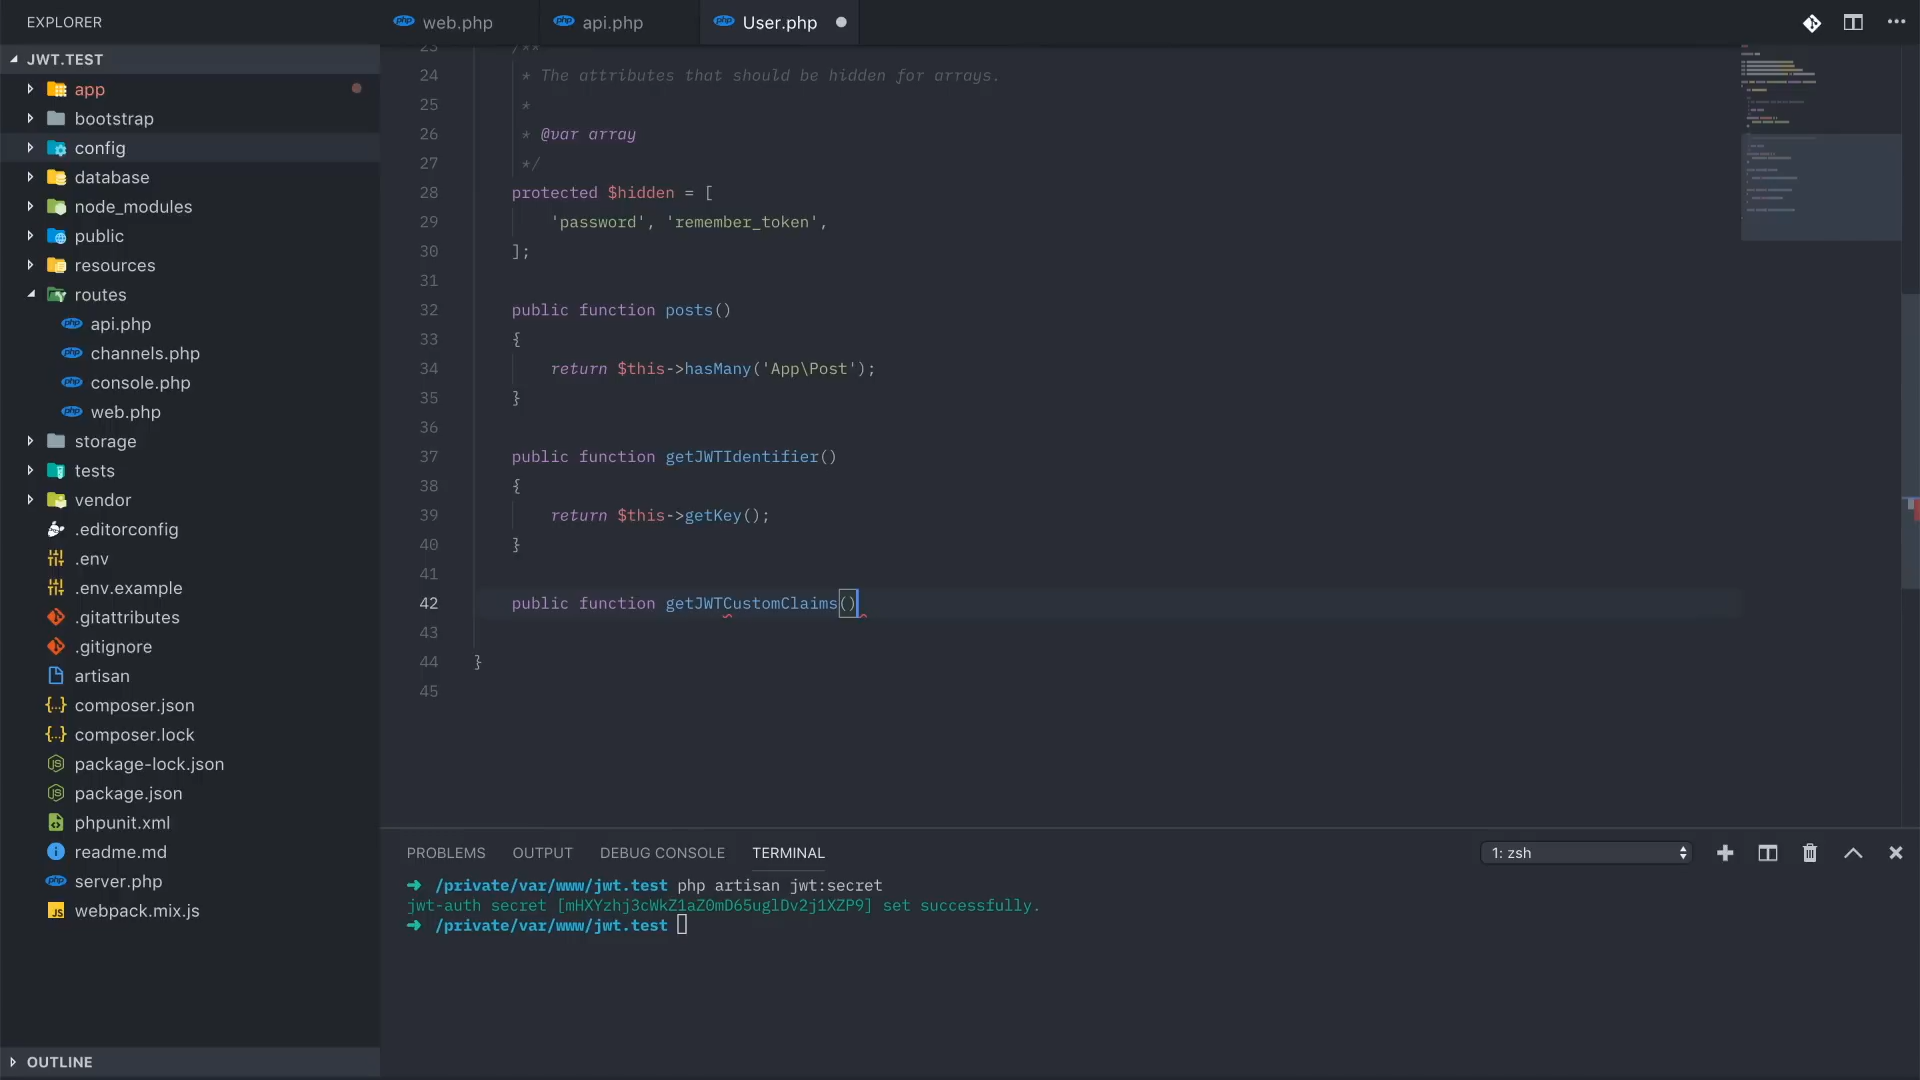 EXPLORER
JWT.TEST
app
bootstrap
config
database
node_modules
public
resources
routes
api.php
channels.php
console.php
web.php
storage
tests
vendor
.editorconfig
.env
.env.example
.gitattributes
.gitignore
artisan
composer.json
composer.lock
package-lock.json
package.json
phpunit.xml
readme.md
server.php
webpack.mix.js
OUTLINE
web.php
api.php
User.php
23 /**
24 * The attributes that should be hidden for arrays.
25 *
26 * @var array
27 */
28 protected $hidden = [
29 'password', 'remember_token',
30 ];
31
32 public function posts()
33 {
34 return $this->hasMany('App\Post');
35 }
36
37 public function getJWTIdentifier()
38 {
39 return $this->getKey();
40 }
41
42 public function getJWTCustomClaims()
43
44 }
45
PROBLEMS OUTPUT DEBUG CONSOLE TERMINAL 1: zsh
➜ /private/var/www/jwt.test php artisan jwt:secret
jwt-auth secret [mHXYzhj3cWkZ1aZ0mD65uglDv2j1XZP9] set successfully.
➜ /private/var/www/jwt.test